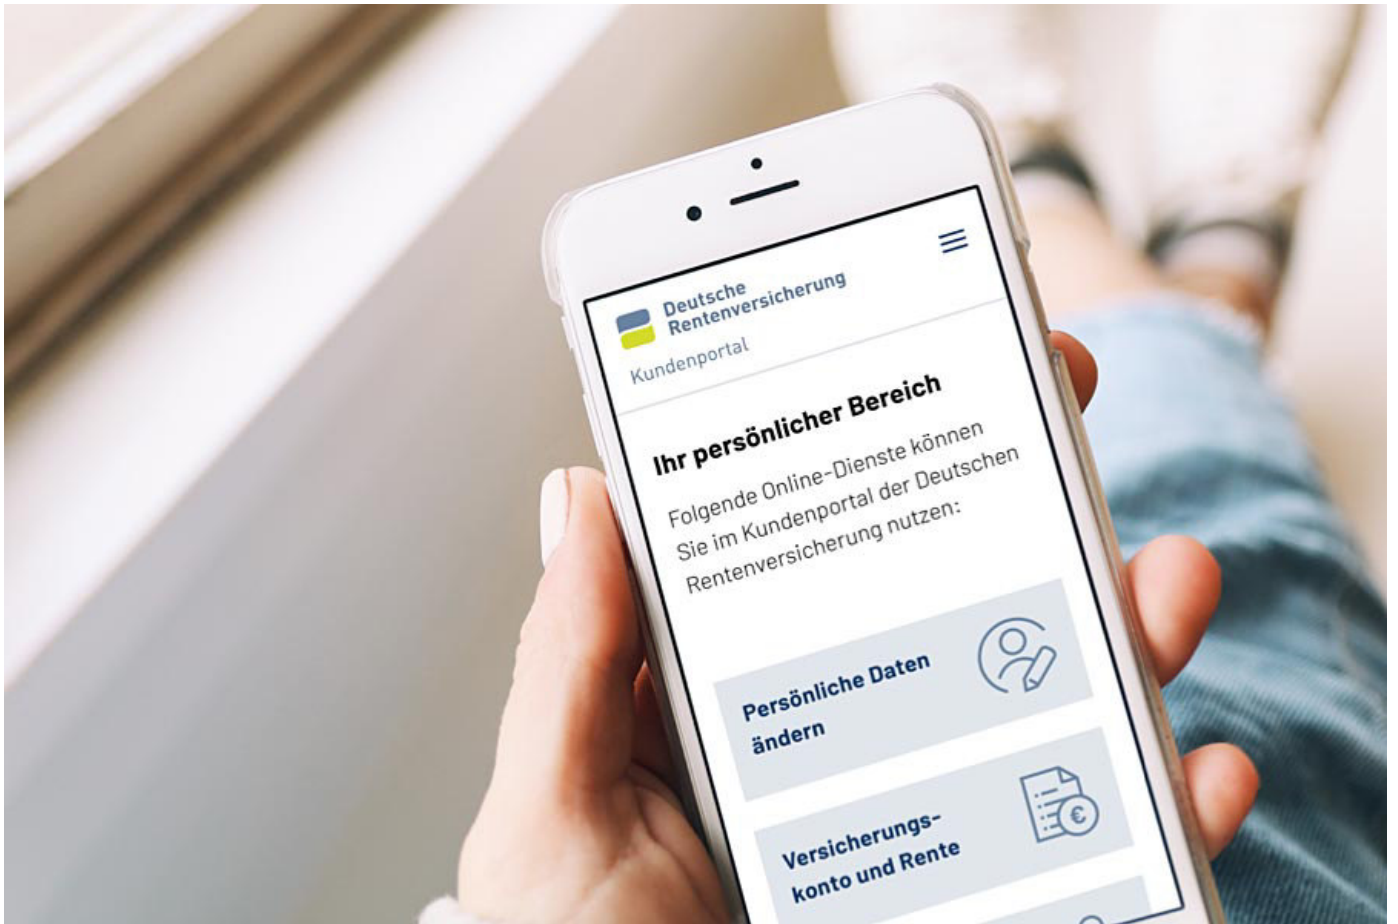 Deutsche
Rentenversicherung
Kundenportal
Ihr persönlicher Bereich
Folgende Online-Dienste können
Sie im Kundenportal der Deutschen
Rentenversicherung nutzen:
Persönliche Daten
ändern
Versicherungs-
konto und Rente
€